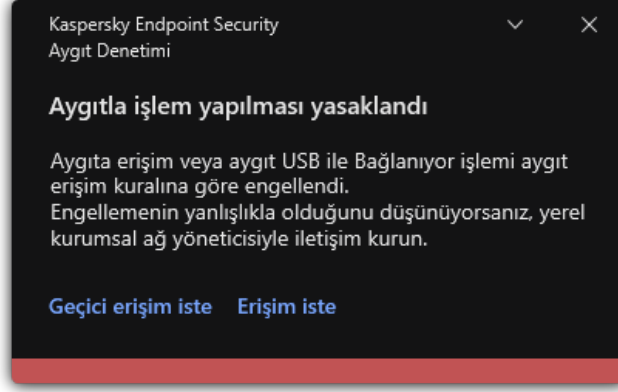 Kaspersky Endpoint Security
Aygıt Denetimi
Aygıtla işlem yapılması yasaklandı
Aygıta erişim veya aygıt USB ile Bağlanıyor işlemi aygıt
erişim kuralına göre engellendi.
Engellemenin yanlışlıkla olduğunu düşünüyorsanız, yerel
kurumsal ağ yöneticisiyle iletişim kurun.
Geçici erişim iste Erişim iste